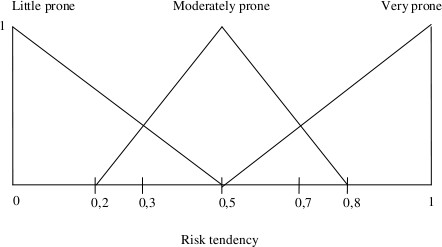 Little prone Moderately prone Very prone
1
0 0,2 0,3 0,5 0,7 0,8 1
Risk tendency